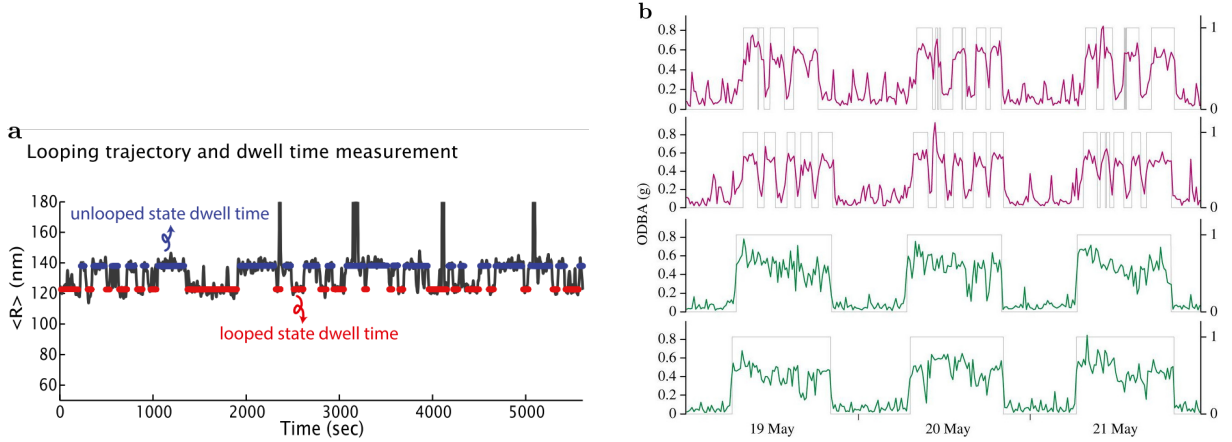 a
Looping trajectory and dwell time measurement
<R> (nm)
180
160
140
120
100
80
60
unlooped state dwell time
looped state dwell time
0 1000 2000 3000 4000 5000
Time (sec)
b
ODBA (g)
0.8 1
0.6
0.4
0.2
0 0
0.8 1
0.6
0.4
0.2
0 0
0.8 1
0.6
0.4
0.2
0 0
0.8 1
0.6
0.4
0.2
0 0
19 May 20 May 21 May